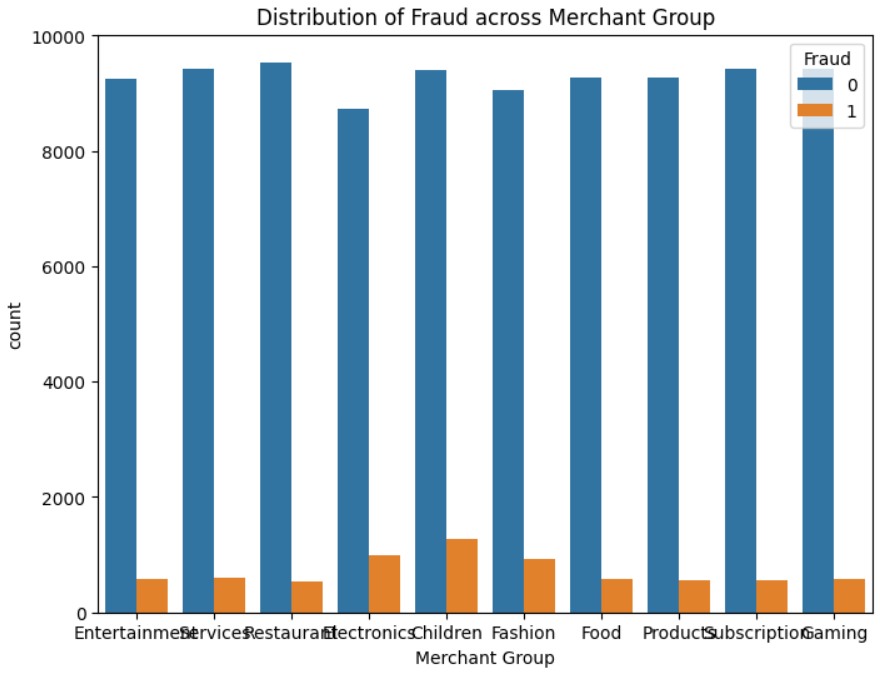 Distribution of Fraud across Merchant Group
Fraud
0
1
10000
8000
6000
4000
2000
0
count
Entertainment Services Restaurant Electronics Children Fashion Food Products Subscription Gaming
Merchant Group